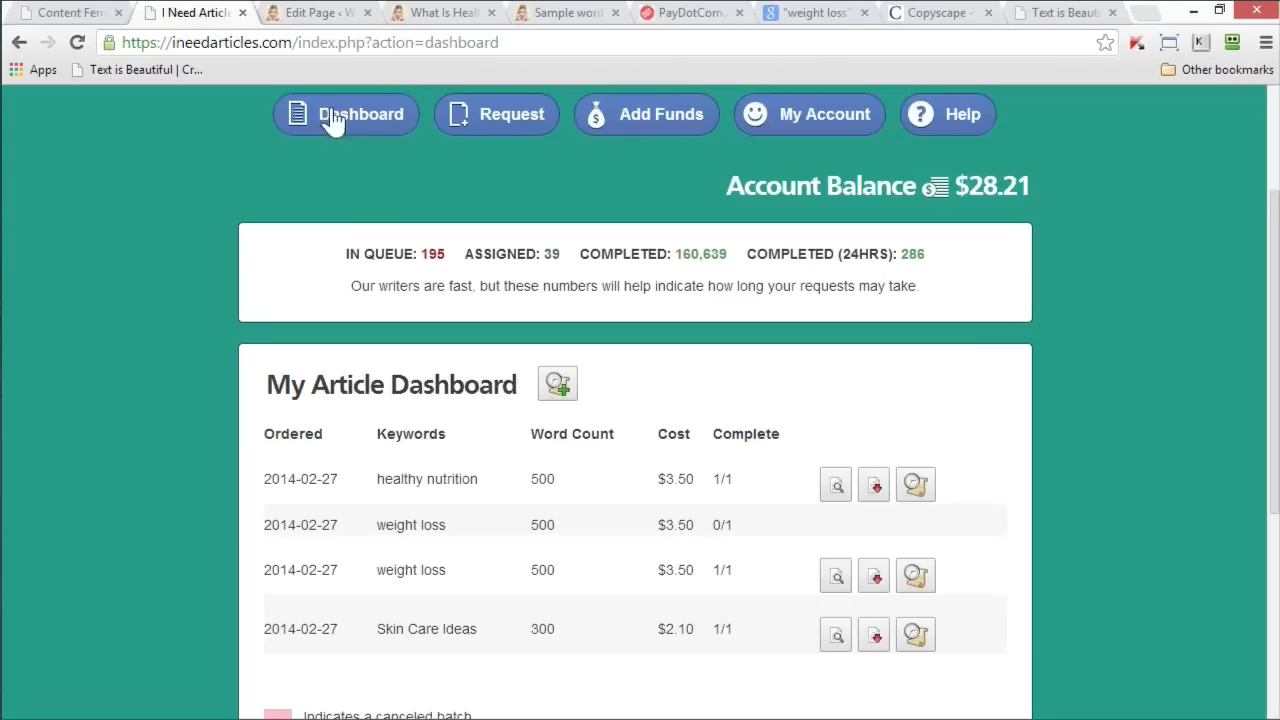 Content Fern
I Need Article
Edit Page ‹ W
What Is Heal
Sample word
PayDotCom
"weight loss"
Copyscape -
Text is Beaut
https://ineedarticles.com/index.php?action=dashboard
Apps
Text is Beautiful | Cr...
Other bookmarks
Dashboard
Request
Add Funds
My Account
Help
Account Balance $28.21
IN QUEUE: 195 ASSIGNED: 39 COMPLETED: 160,639 COMPLETED (24HRS): 286
Our writers are fast, but these numbers will help indicate how long your requests may take.
My Article Dashboard
Ordered Keywords Word Count Cost Complete
2014-02-27 healthy nutrition 500 $3.50 1/1
2014-02-27 weight loss 500 $3.50 0/1
2014-02-27 weight loss 500 $3.50 1/1
2014-02-27 Skin Care Ideas 300 $2.10 1/1
Indicates a canceled batch